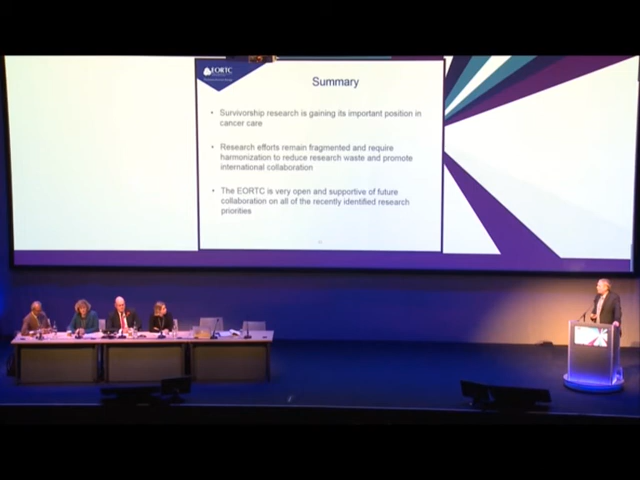 EORTC
Summary
• Survivorship research is gaining its important position in
cancer care
• Research efforts remain fragmented and require
harmonization to reduce research waste and promote
international collaboration
• The EORTC is very open and supportive of future
collaboration on all of the recently identified research
priorities